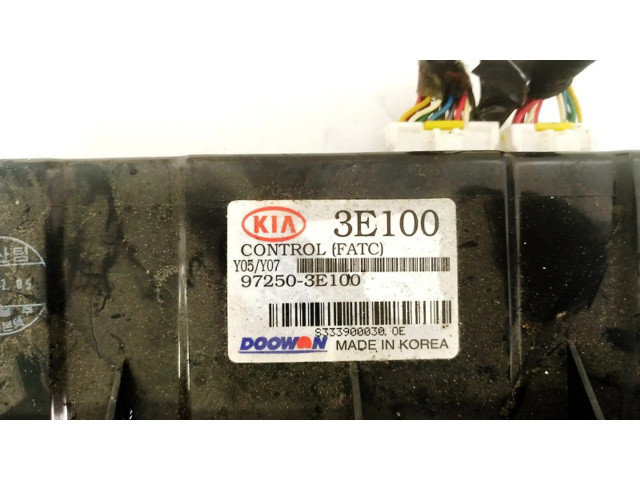 KIA 3E100
CONTROL (FATC)
Y05/Y07
97250-3E100
S333900030.0E
DOOWON MADE IN KOREA